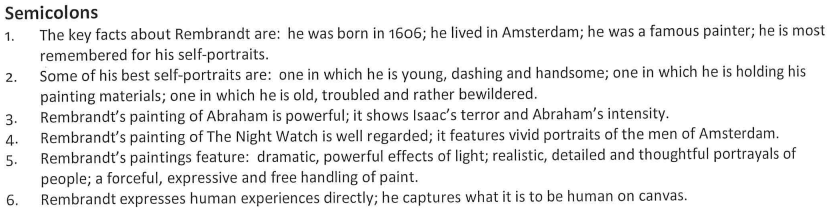 Semicolons
1. The key facts about Rembrandt are: he was born in 1606; he lived in Amsterdam; he was a famous painter; he is most
remembered for his self-portraits.
2. Some of his best self-portraits are: one in which he is young, dashing and handsome; one in which he is holding his
painting materials; one in which he is old, troubled and rather bewildered.
3. Rembrandt's painting of Abraham is powerful; it shows Isaac's terror and Abraham's intensity.
4. Rembrandt's painting of The Night Watch is well regarded; it features vivid portraits of the men of Amsterdam.
5. Rembrandt's paintings feature: dramatic, powerful effects of light; realistic, detailed and thoughtful portrayals of
people; a forceful, expressive and free handling of paint.
6. Rembrandt expresses human experiences directly; he captures what it is to be human on canvas.